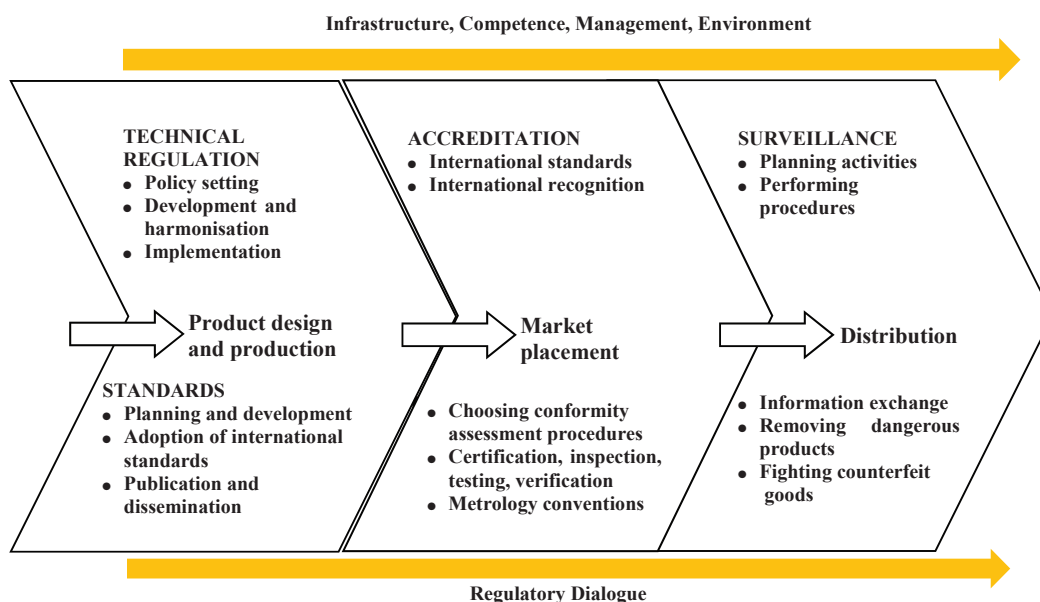 Infrastructure, Competence, Management, Environment
TECHNICAL
REGULATION
• Policy setting
• Development and
harmonisation
• Implementation
Product design
and production
STANDARDS
• Planning and development
• Adoption of international
standards
• Publication and
dissemination
ACCREDITATION
• International standards
• International recognition
Market
placement
• Choosing conformity
assessment procedures
• Certification, inspection,
testing, verification
• Metrology conventions
SURVEILLANCE
• Planning activities
• Performing
procedures
Distribution
• Information exchange
• Removing dangerous
products
• Fighting counterfeit
goods
Regulatory Dialogue